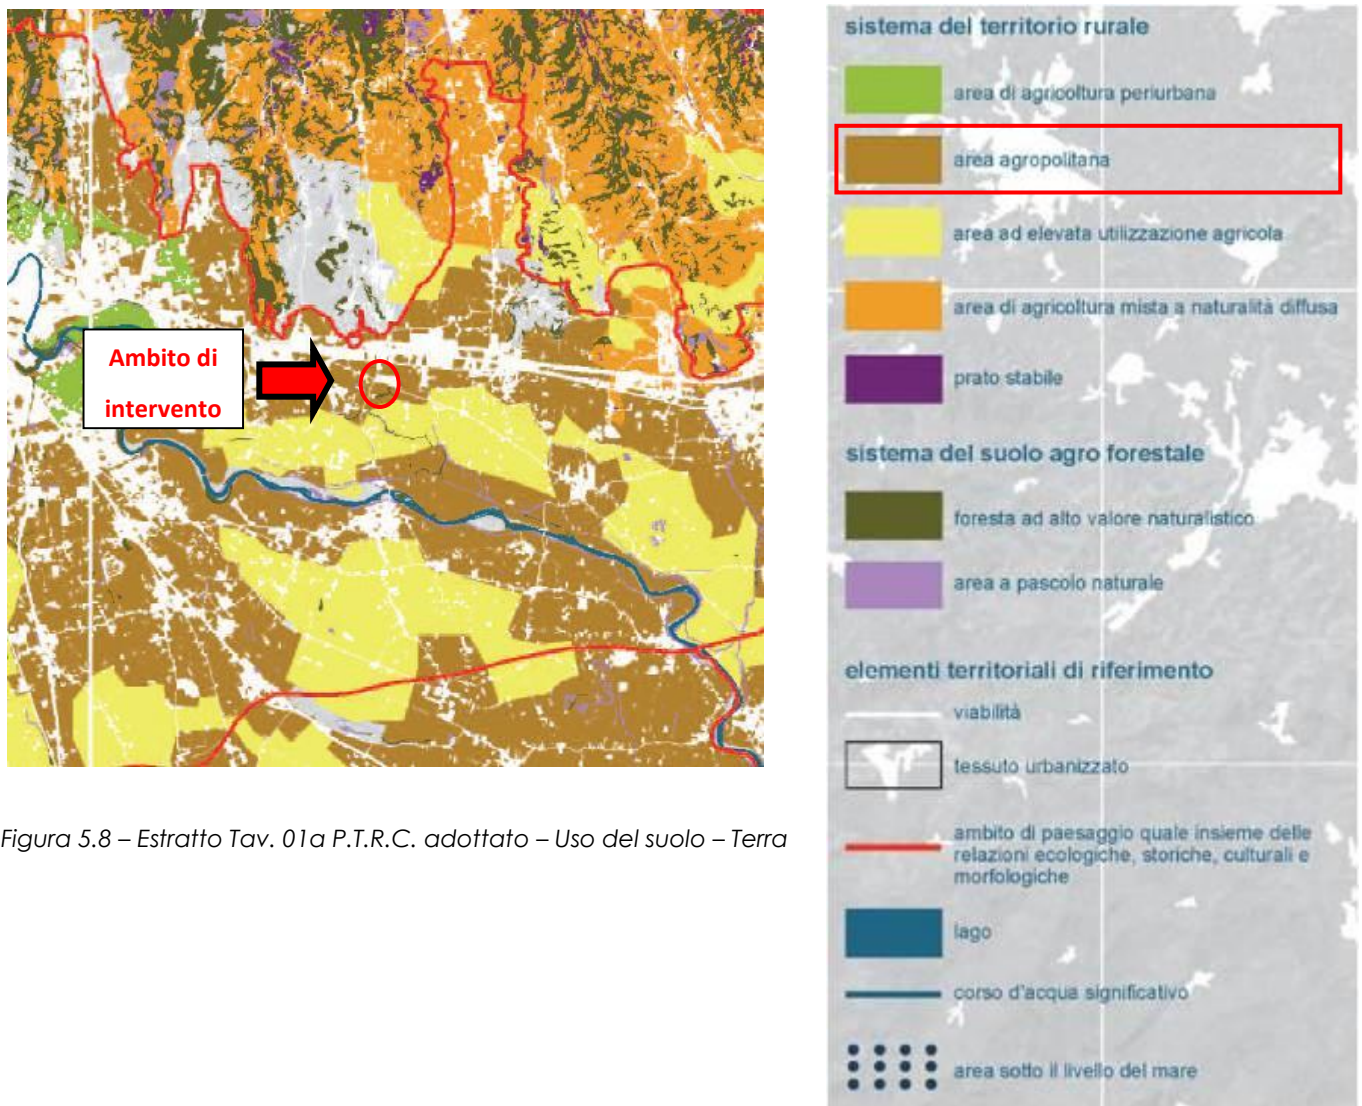 Ambito di
intervento
Figura 5.8 – Estratto Tav. 01a P.T.R.C. adottato – Uso del suolo – Terra
sistema del territorio rurale
area di agricoltura periurbana
area agropolitana
area ad elevata utilizzazione agricola
area di agricoltura mista a naturalità diffusa
prato stabile
sistema del suolo agro forestale
foresta ad alto valore naturalistico
area a pascolo naturale
elementi territoriali di riferimento
viabilità
tessuto urbanizzato
ambito di paesaggio quale insieme delle
relazioni ecologiche, storiche, culturali e
morfologiche
lago
corso d'acqua significativo
area sotto il livello del mare